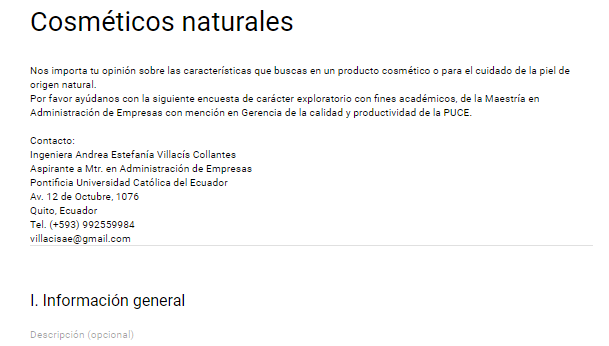 Cosméticos naturales
Nos importa tu opinión sobre las características que buscas en un producto cosmético o para el cuidado de la piel de
origen natural.
Por favor ayúdanos con la siguiente encuesta de carácter exploratorio con fines académicos, de la Maestría en
Administración de Empresas con mención en Gerencia de la calidad y productividad de la PUCE.
Contacto:
Ingeniera Andrea Estefanía Villacís Collantes
Aspirante a Mtr. en Administración de Empresas
Pontificia Universidad Católica del Ecuador
Av. 12 de Octubre, 1076
Quito, Ecuador
Tel. (+593) 992559984
villacisae@gmail.com
I. Información general
Descripción (opcional)